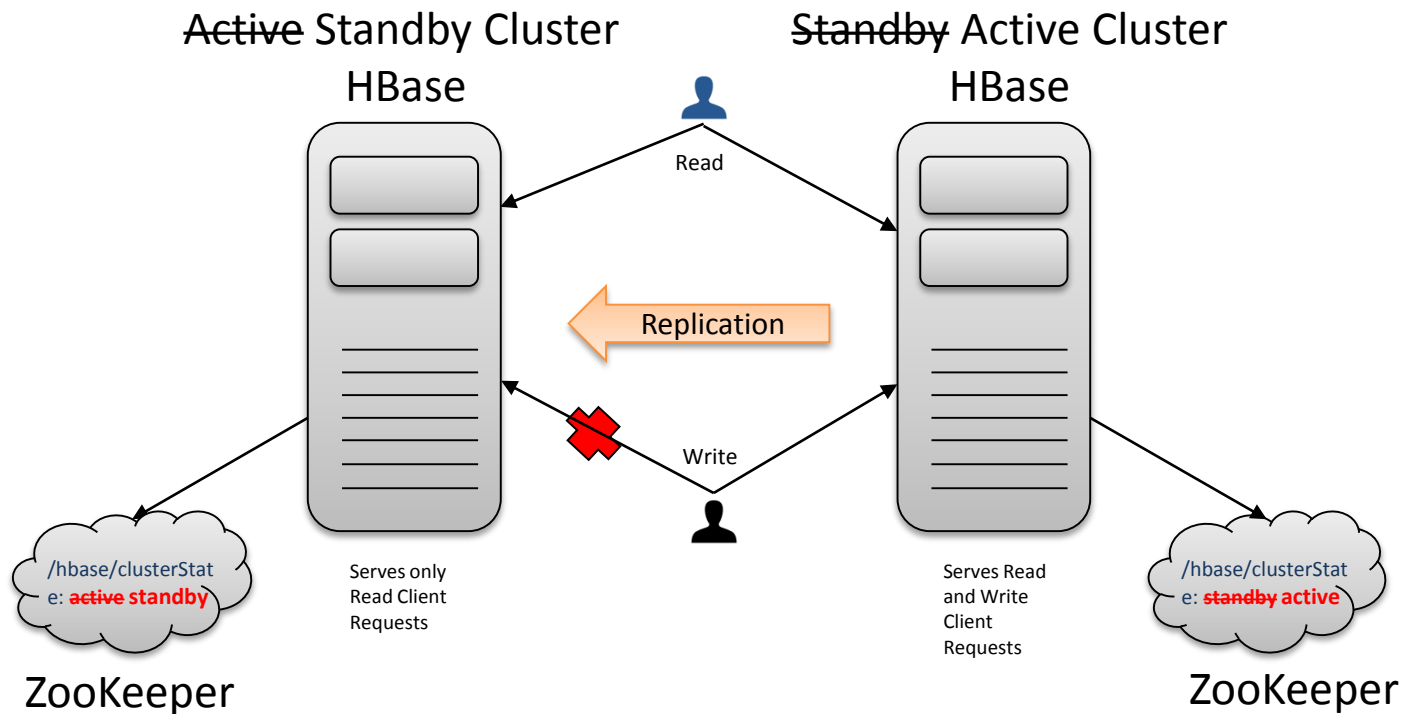 Active Standby Cluster
HBase
Standby Active Cluster
HBase
Read
Replication
Write
/hbase/clusterStat
e: active standby
Serves only
Read Client
Requests
Serves Read
and Write
Client
Requests
/hbase/clusterStat
e: standby active
ZooKeeper
ZooKeeper